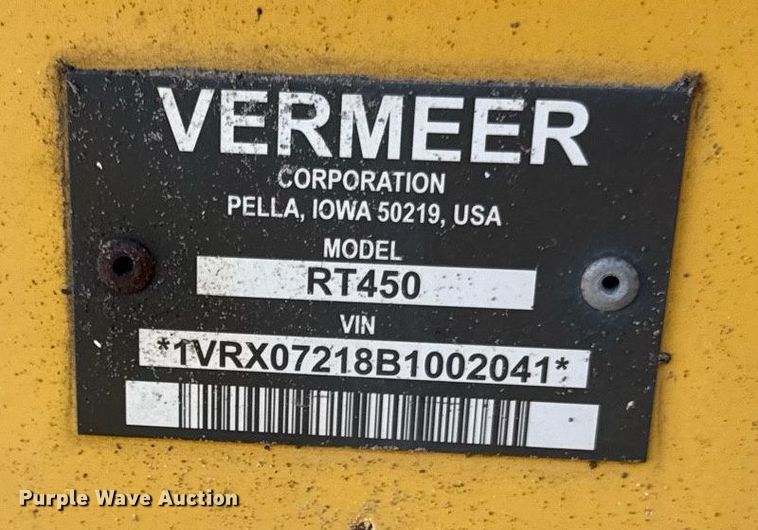 VERMEER
CORPORATION
PELLA, IOWA 50219, USA
MODEL
RT450
VIN
*1VRX07218B1002041*
Purple Wave Auction